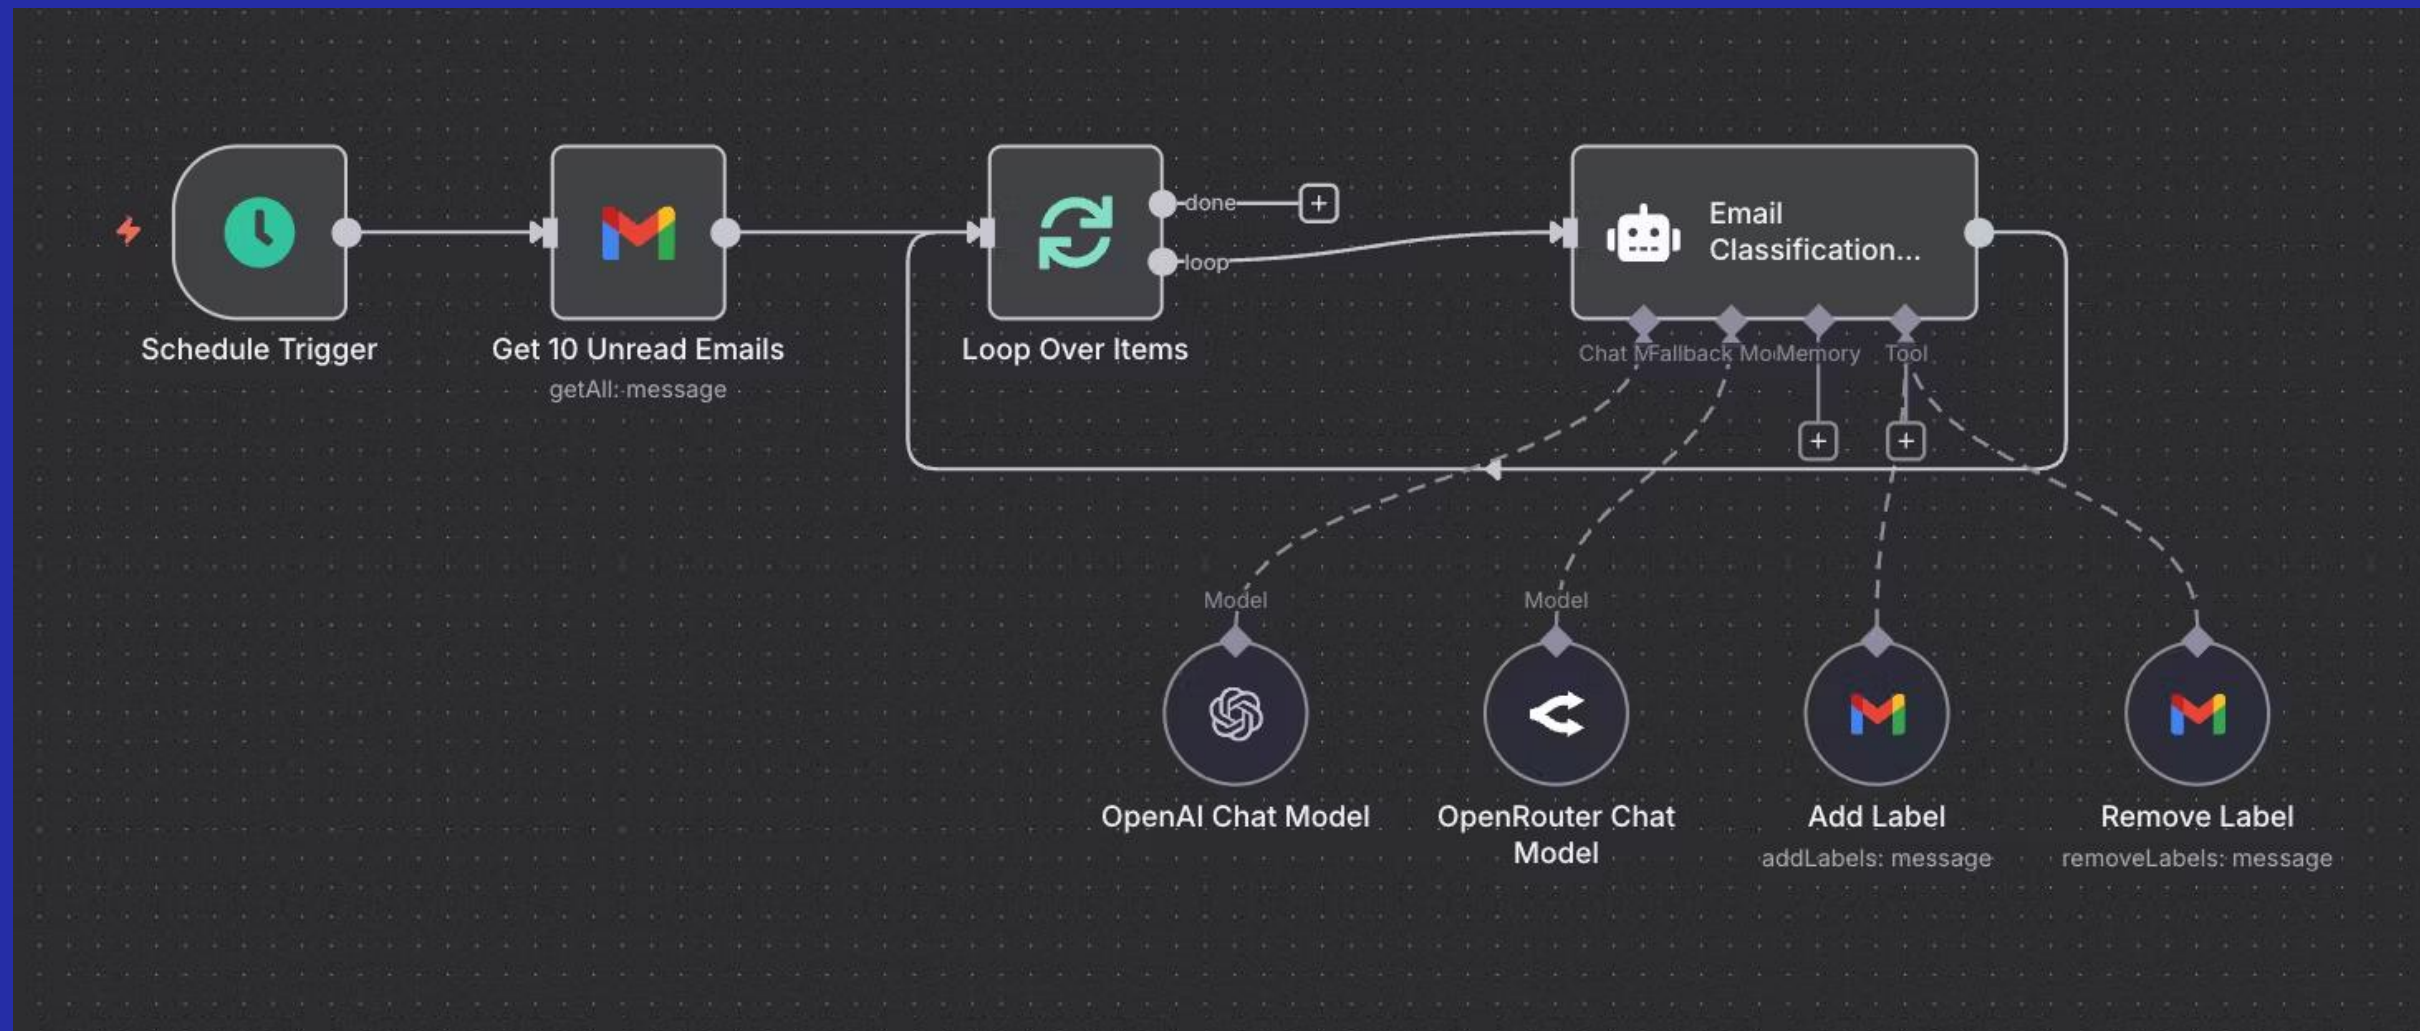 done
loop
Email
Classification...
Schedule Trigger
Get 10 Unread Emails
getAll: message
Loop Over Items
Chat M
Fallback Mo
Memory
Tool
Model
Model
OpenAI Chat Model
OpenRouter Chat
Model
Add Label
addLabels: message
Remove Label
removeLabels: message